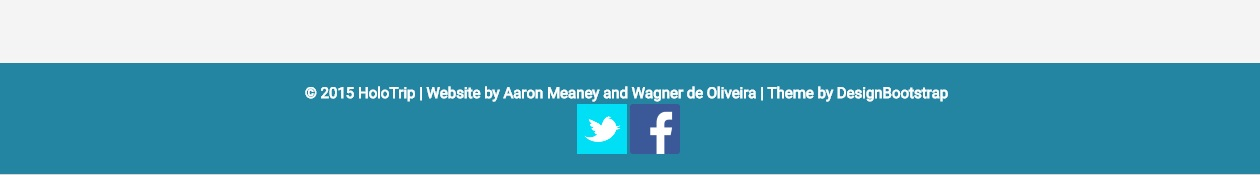 © 2015 HoloTrip | Website by Aaron Meaney and Wagner de Oliveira | Theme by DesignBootstrap